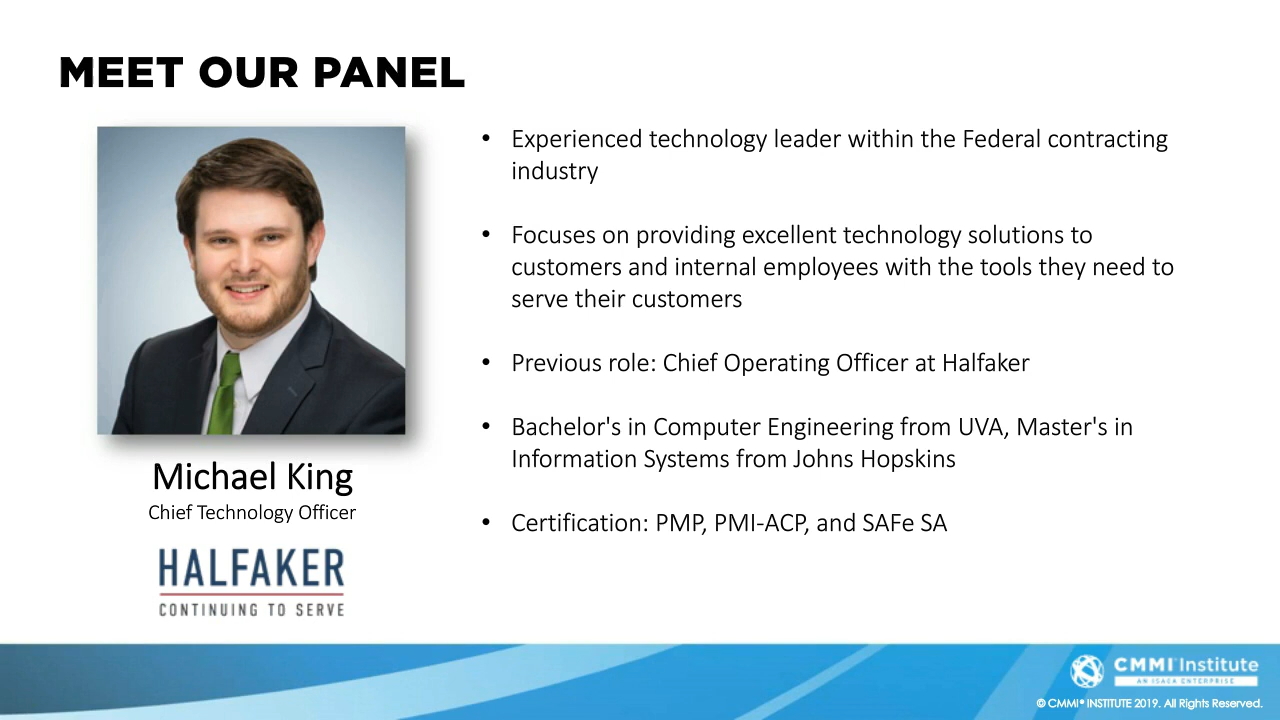 MEET OUR PANEL
• Experienced technology leader within the Federal contracting
industry
• Focuses on providing excellent technology solutions to
customers and internal employees with the tools they need to
serve their customers
• Previous role: Chief Operating Officer at Halfaker
• Bachelor's in Computer Engineering from UVA, Master's in
Information Systems from Johns Hopskins
• Certification: PMP, PMI-ACP, and SAFe SA
Michael King
Chief Technology Officer
HALFAKER
CONTINUING TO SERVE
CMMI® Institute
AN ISACA ENTERPRISE
© CMMI® INSTITUTE 2019. All Rights Reserved.